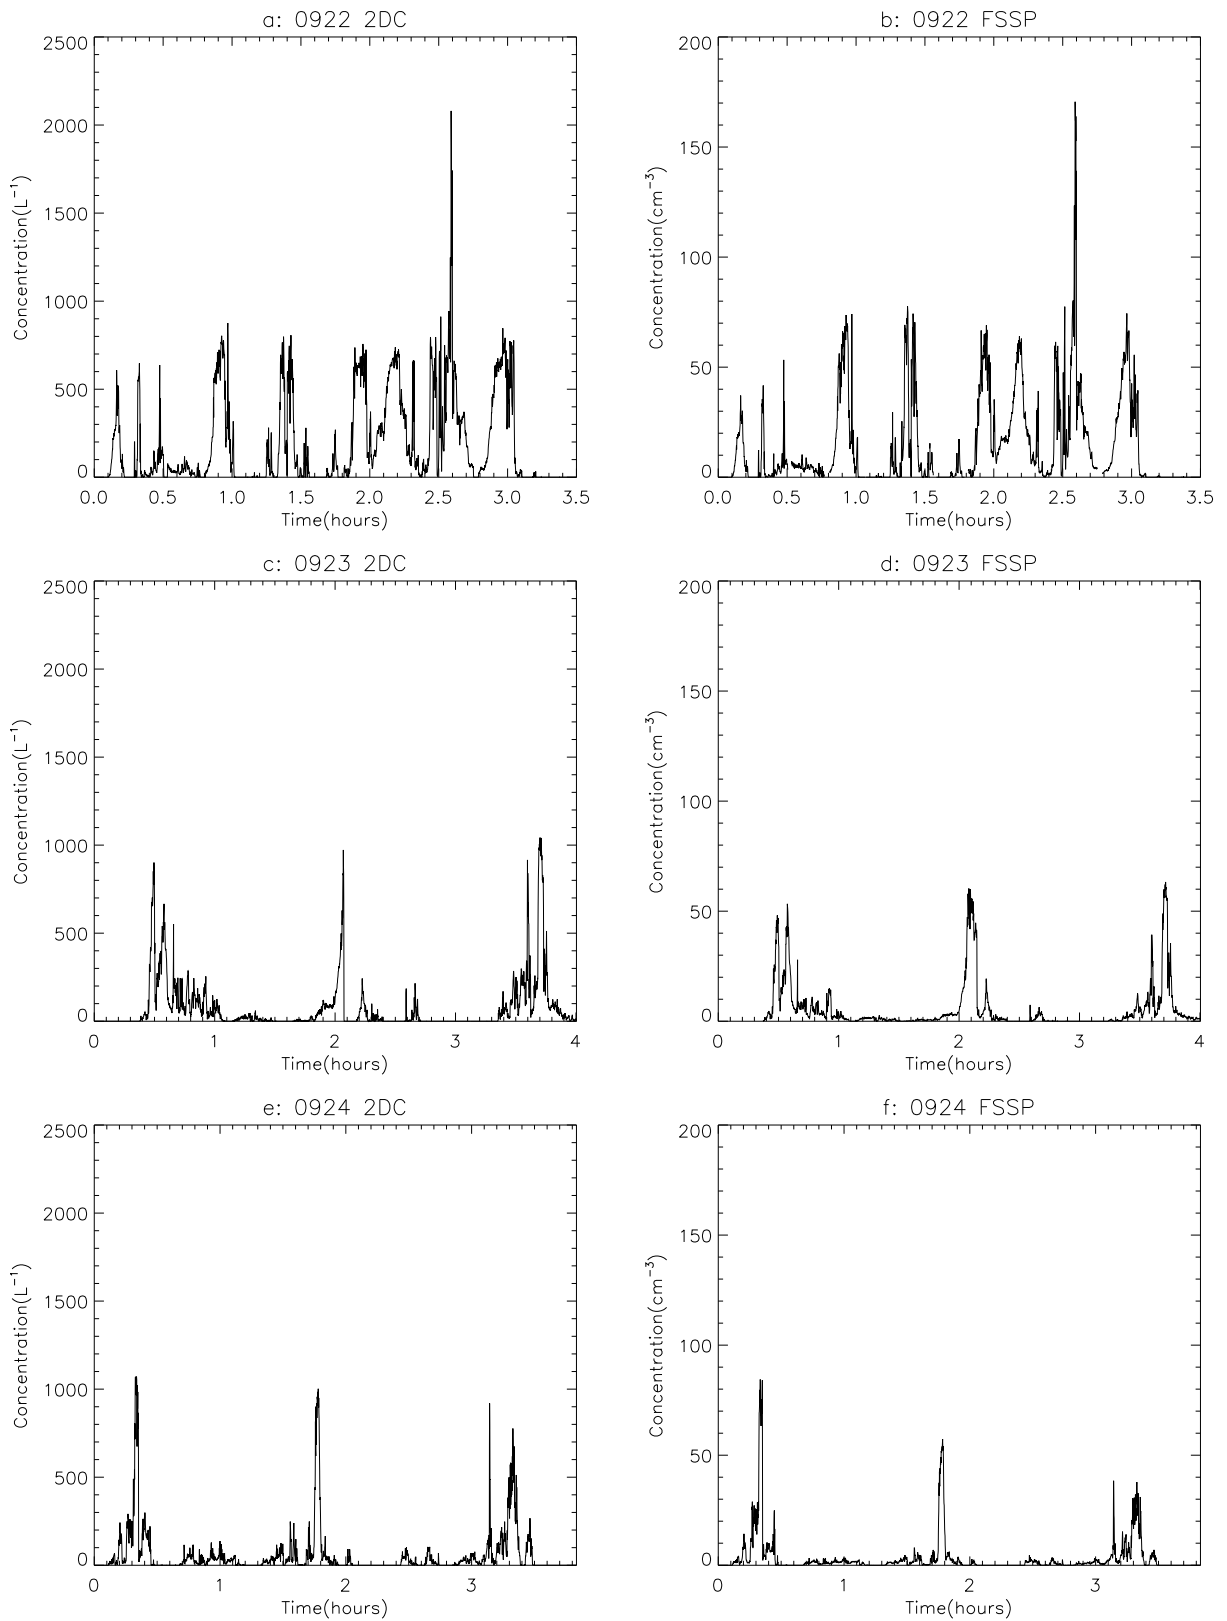 a: 0922 2DC
2500
2000
1500
1000
500
0
Concentration(L⁻¹)
0.0 0.5 1.0 1.5 2.0 2.5 3.0 3.5
Time(hours)
b: 0922 FSSP
200
150
100
50
0
Concentration(cm⁻³)
0.0 0.5 1.0 1.5 2.0 2.5 3.0 3.5
Time(hours)
c: 0923 2DC
2500
2000
1500
1000
500
0
Concentration(L⁻¹)
0 1 2 3 4
Time(hours)
d: 0923 FSSP
200
150
100
50
0
Concentration(cm⁻³)
0 1 2 3 4
Time(hours)
e: 0924 2DC
2500
2000
1500
1000
500
0
Concentration(L⁻¹)
0 1 2 3
Time(hours)
f: 0924 FSSP
200
150
100
50
0
Concentration(cm⁻³)
0 1 2 3
Time(hours)